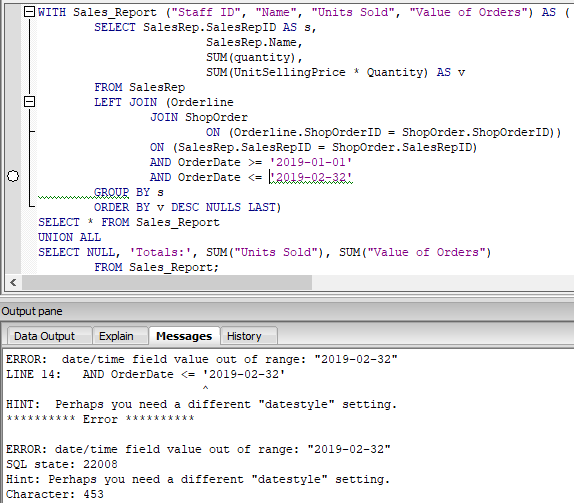 WITH Sales_Report ("Staff ID", "Name", "Units Sold", "Value of Orders") AS (
SELECT SalesRep.SalesRepID AS s,
SalesRep.Name,
SUM(quantity),
SUM(UnitSellingPrice * Quantity) AS v
FROM SalesRep
LEFT JOIN (Orderline
JOIN ShopOrder
ON (Orderline.ShopOrderID = ShopOrder.ShopOrderID))
ON (SalesRep.SalesRepID = ShopOrder.SalesRepID)
AND OrderDate >= '2019-01-01'
AND OrderDate <= '2019-02-32'
GROUP BY s
ORDER BY v DESC NULLS LAST)
SELECT * FROM Sales_Report
UNION ALL
SELECT NULL, 'Totals:', SUM("Units Sold"), SUM("Value of Orders")
FROM Sales_Report;
Output pane
Data Output Explain Messages History
ERROR:  date/time field value out of range: "2019-02-32"
LINE 14:   AND OrderDate <= '2019-02-32'
^
HINT:  Perhaps you need a different "datestyle" setting.
********** Error **********
ERROR: date/time field value out of range: "2019-02-32"
SQL state: 22008
Hint: Perhaps you need a different "datestyle" setting.
Character: 453